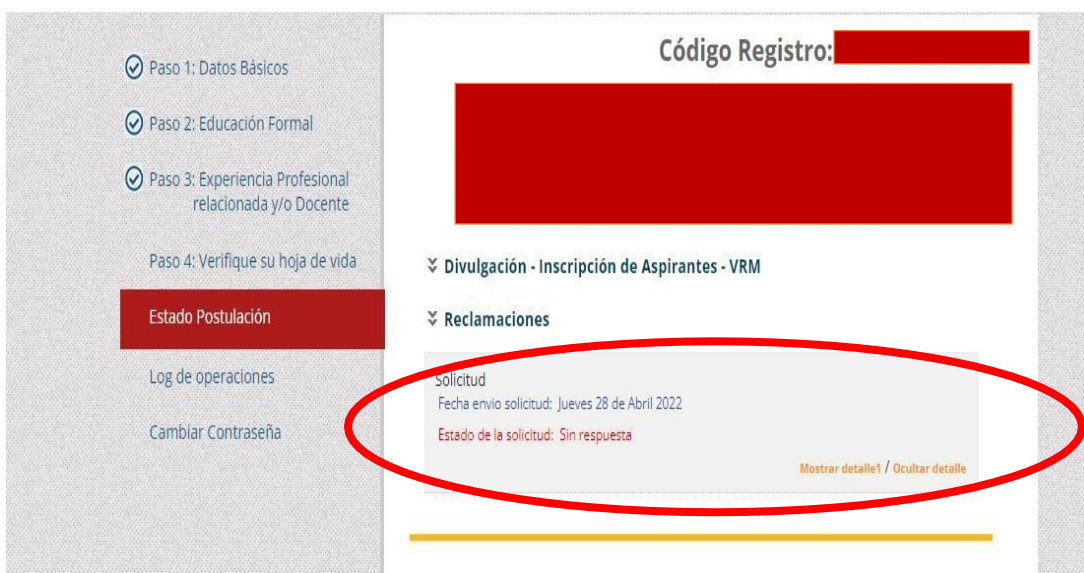 Paso 1: Datos Básicos
Paso 2: Educación Formal
Paso 3: Experiencia Profesional
relacionada y/o Docente
Paso 4: Verifique su hoja de vida
Estado Postulación
Log de operaciones
Cambiar Contraseña
Código Registro:
Divulgación - Inscripción de Aspirantes - VRM
Reclamaciones
Solicitud
Fecha envio solicitud: Jueves 28 de Abril 2022
Estado de la solicitud: Sin respuesta
Mostrar detalle1 / Ocultar detalle